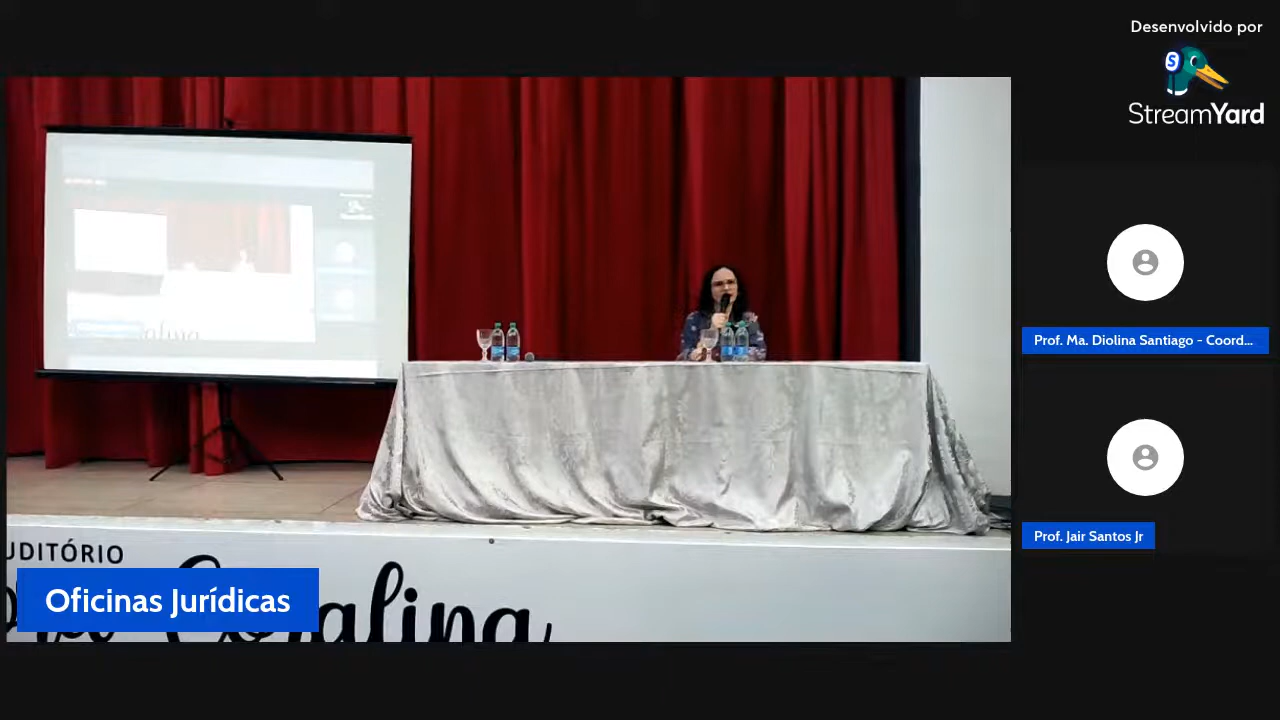 Desenvolvido por
StreamYard
Prof. Ma. Diolina Santiago - Coord...
Prof. Jair Santos Jr
UDITÓRIO
Oficinas Jurídicas